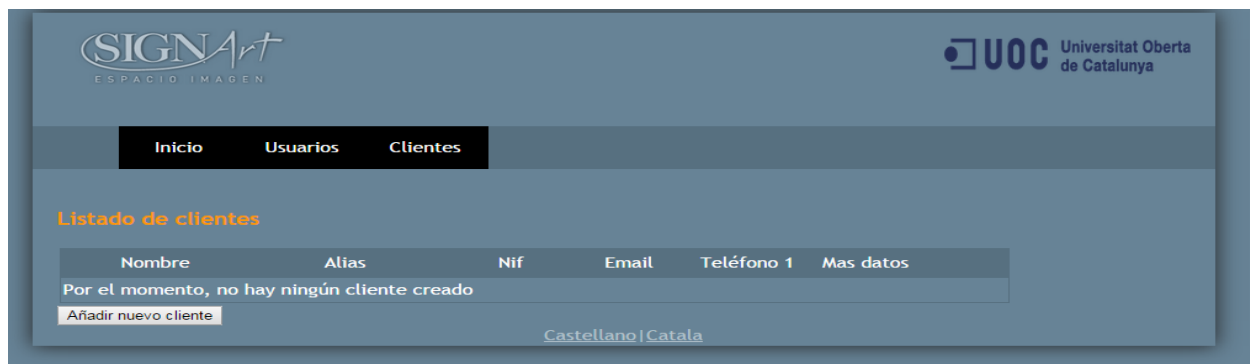 SIGNArt
ESPACIO IMAGEN
UOC Universitat Oberta
de Catalunya
Inicio Usuarios Clientes
Listado de clientes
Nombre Alias Nif Email Teléfono 1 Mas datos
Por el momento, no hay ningún cliente creado
Añadir nuevo cliente
Castellano|Catala